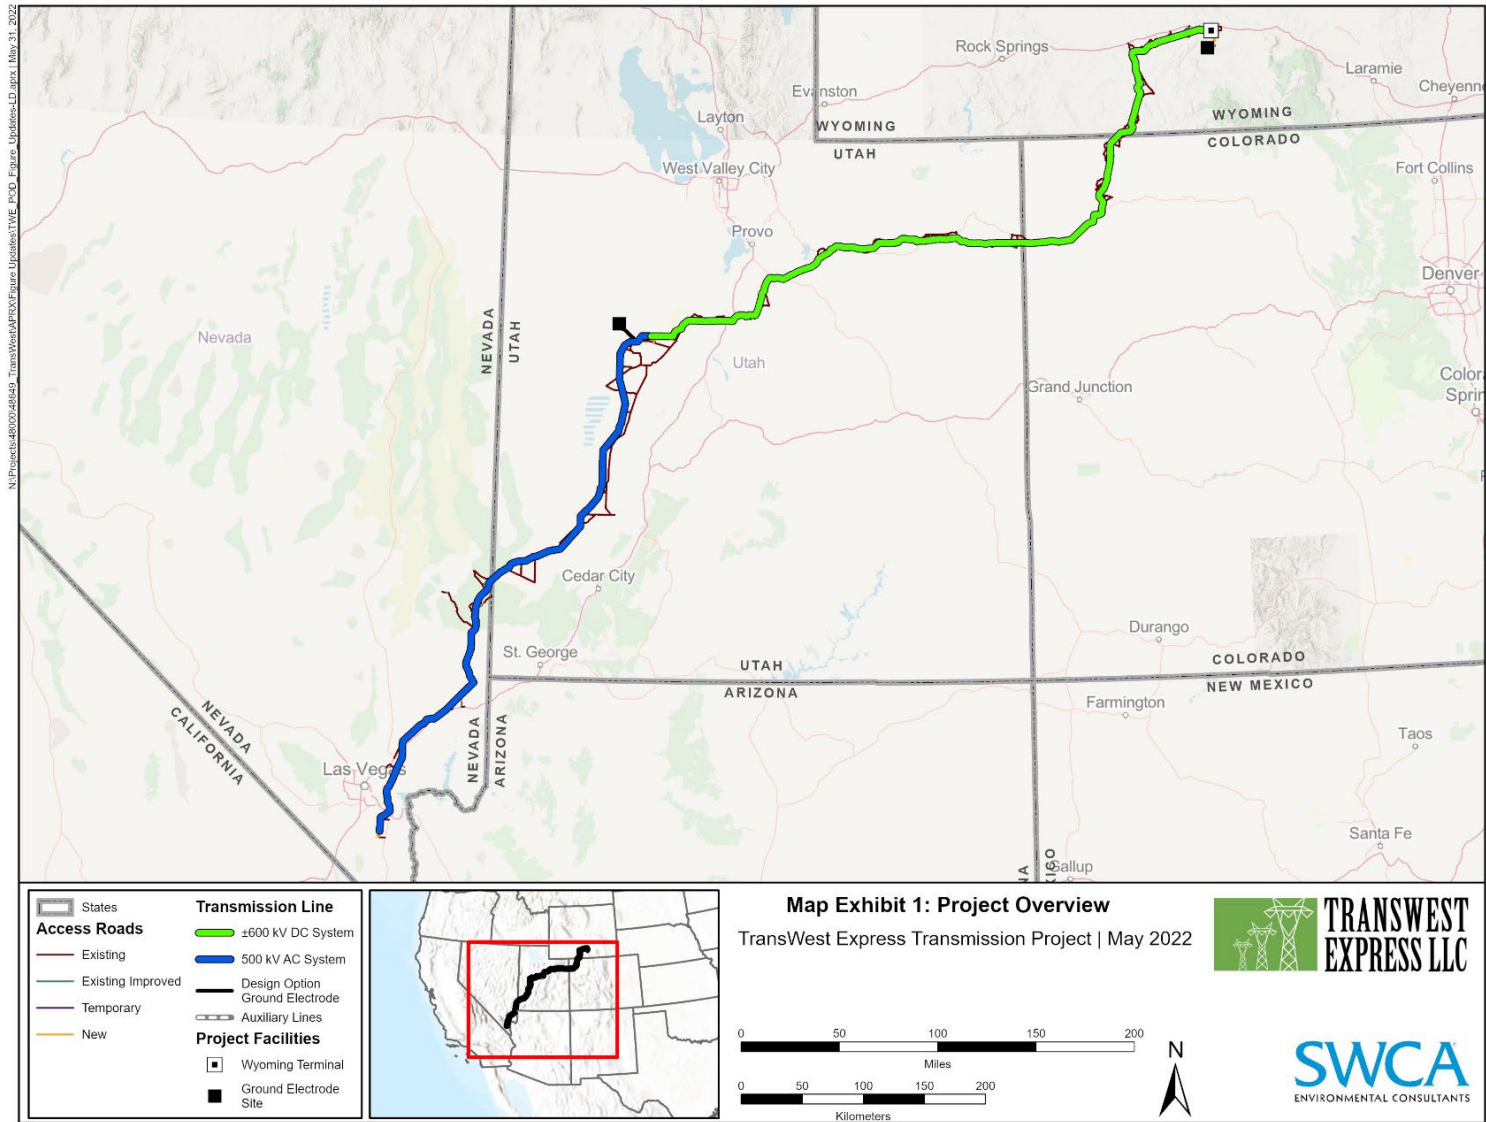 N:\Projects\48000\48649_TransWest\APRX\Figure Updates\TWE_POD_Figure_Updates-LD.aprx | May 31, 2022
Rock Springs
Laramie
Evanston
Cheyenne
Layton
WYOMING
WYOMING
UTAH
COLORADO
West Valley City
Fort Collins
Provo
Denver
NEVADA
UTAH
Nevada
Utah
Grand Junction
Colora
Sprin
Cedar City
Durango
St. George
UTAH
COLORADO
ARIZONA
NEW MEXICO
Farmington
NEVADA
CALIFORNIA
NEVADA
ARIZONA
Taos
Las Vegas
Santa Fe
Gallup
NA
XICO
States
Access Roads
Existing
Existing Improved
Temporary
New
Transmission Line
±600 kV DC System
500 kV AC System
Design Option
Ground Electrode
Auxiliary Lines
Project Facilities
Wyoming Terminal
Ground Electrode
Site
Map Exhibit 1: Project Overview
TransWest Express Transmission Project | May 2022
0 50 100 150 200
Miles
0 50 100 150 200
Kilometers
N
TRANSWEST
EXPRESS LLC
SWCA
ENVIRONMENTAL CONSULTANTS